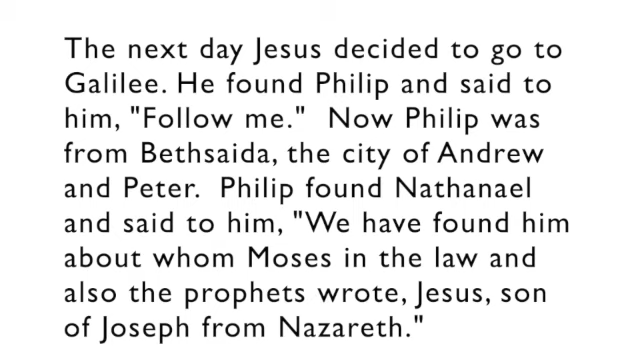 The next day Jesus decided to go to
Galilee. He found Philip and said to
him, "Follow me."  Now Philip was
from Bethsaida, the city of Andrew
and Peter.  Philip found Nathanael
and said to him, "We have found him
about whom Moses in the law and
also the prophets wrote, Jesus, son
of Joseph from Nazareth."